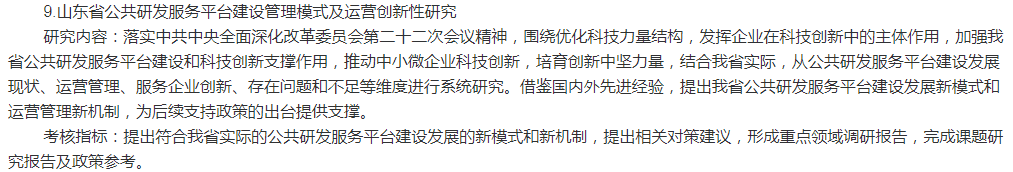 9.山东省公共研发服务平台建设管理模式及运营创新性研究
研究内容：落实中共中央全面深化改革委员会第二十二次会议精神，围绕优化科技力量结构，发挥企业在科技创新中的主体作用，加强我
省公共研发服务平台建设和科技创新支撑作用，推动中小微企业科技创新，培育创新中坚力量，结合我省实际，从公共研发服务平台建设发展
现状、运营管理、服务企业创新、存在问题和不足等维度进行系统研究。借鉴国内外先进经验，提出我省公共研发服务平台建设发展新模式和
运营管理新机制，为后续支持政策的出台提供支撑。
考核指标：提出符合我省实际的公共研发服务平台建设发展的新模式和新机制，提出相关对策建议，形成重点领域调研报告，完成课题研
究报告及政策参考。